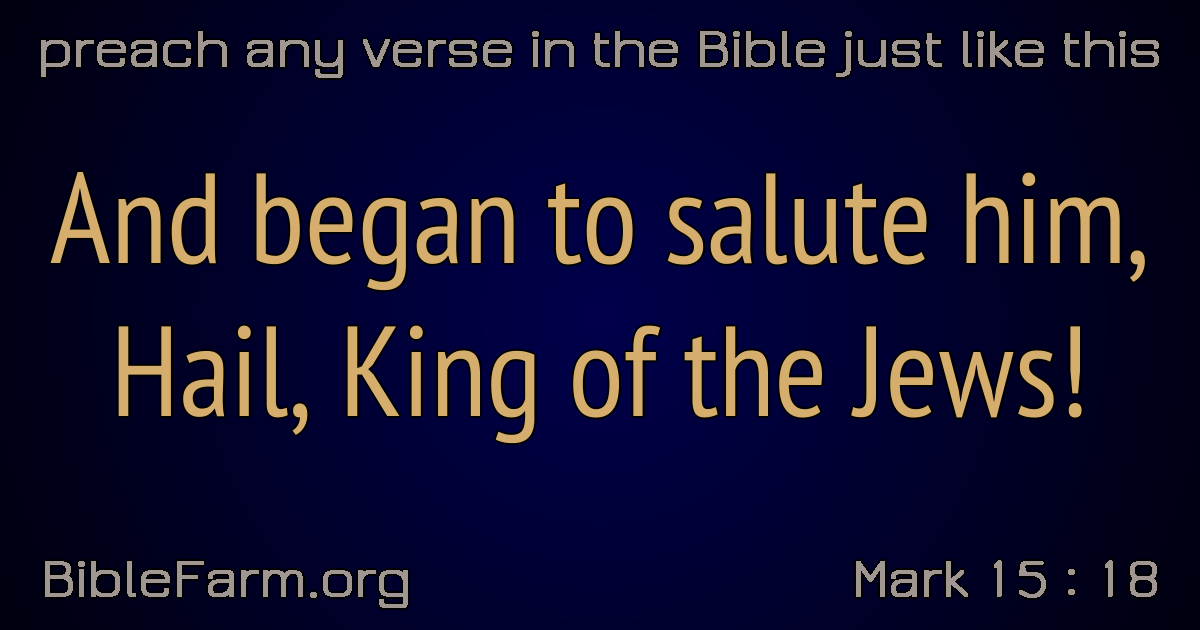 preach any verse in the Bible just like this
And began to salute him,
Hail, King of the Jews!
BibleFarm.org
Mark 15 : 18